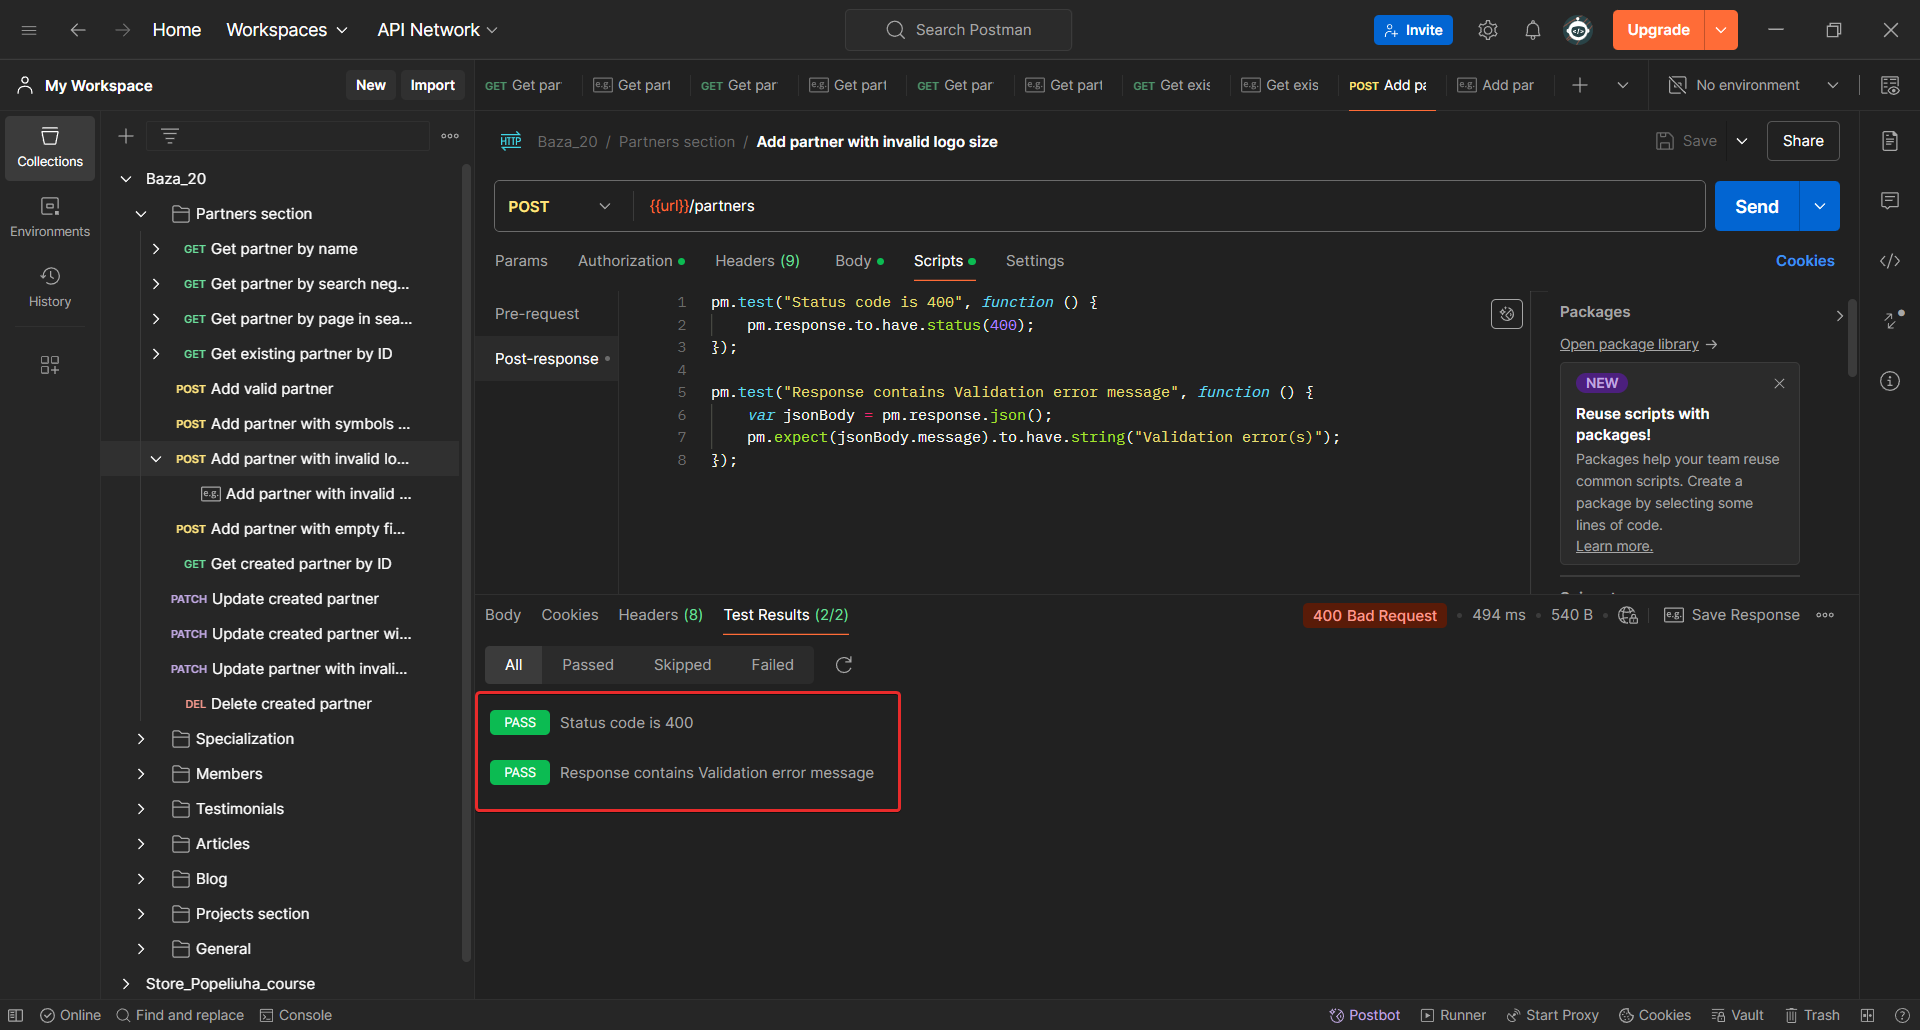 Home
Workspaces
API Network
Search Postman
Invite
Upgrade
My Workspace
New
Import
GET Get par
e.g. Get part
GET Get par
e.g. Get part
GET Get par
e.g. Get part
GET Get exis
e.g. Get exis
POST Add pa
e.g. Add par
No environment
Collections
Environments
History
Baza_20
Partners section
GET Get partner by name
GET Get partner by search neg...
GET Get partner by page in sea...
GET Get existing partner by ID
POST Add valid partner
POST Add partner with symbols ...
POST Add partner with invalid lo...
e.g. Add partner with invalid ...
POST Add partner with empty fi...
GET Get created partner by ID
PATCH Update created partner
PATCH Update created partner wi...
PATCH Update partner with invali...
DEL Delete created partner
Specialization
Members
Testimonials
Articles
Blog
Projects section
General
Store_Popeliuha_course
HTTP Baza_20 / Partners section / Add partner with invalid logo size
Save
Share
POST
{{url}}/partners
Send
Params
Authorization
Headers (9)
Body
Scripts
Settings
Cookies
Pre-request
Post-response
1 pm.test("Status code is 400", function () {
2 pm.response.to.have.status(400);
3 });
4
5 pm.test("Response contains Validation error message", function () {
6 var jsonBody = pm.response.json();
7 pm.expect(jsonBody.message).to.have.string("Validation error(s)");
8 });
Packages
Open package library →
NEW
Reuse scripts with
packages!
Packages help your team reuse
common scripts. Create a
package by selecting some
lines of code.
Learn more.
Body
Cookies
Headers (8)
Test Results (2/2)
400 Bad Request
494 ms
540 B
e.g. Save Response
All
Passed
Skipped
Failed
PASS Status code is 400
PASS Response contains Validation error message
Online
Find and replace
Console
Postbot
Runner
Start Proxy
Cookies
Vault
Trash